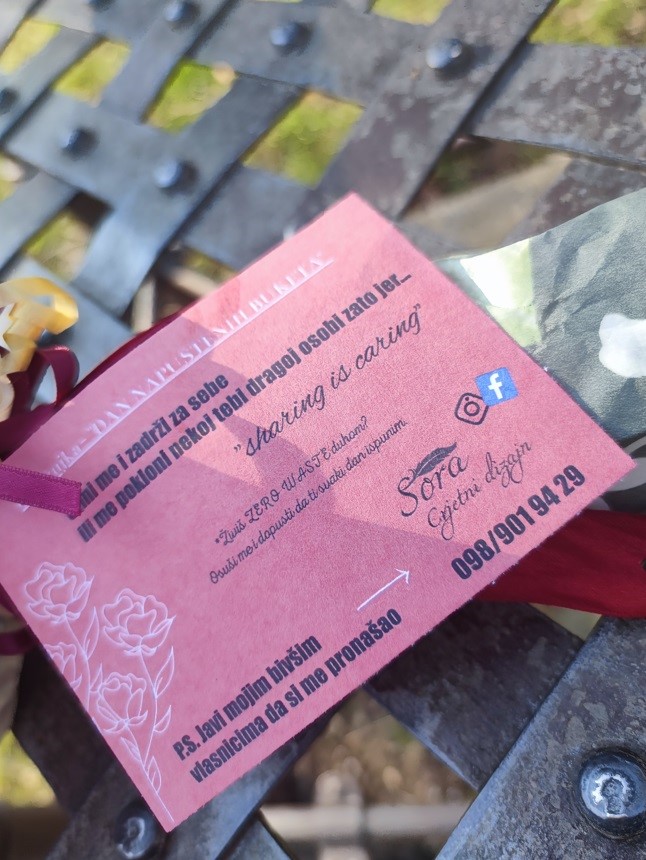 "DAN NAPUŠTENIH BUKETA"
me i zadrži za sebe
ili me pokloni nekoj tebi dragoj osobi zato jer...
"sharing is caring"
*Živiš ZERO WASTE duhom?
Osuši me i dopusti da ti svaki dan ispunim.
Sora
Cvjetni dizajn
098/901 94 29
P.S. Javi mojim bivšim
vlasnicima da si me pronašao